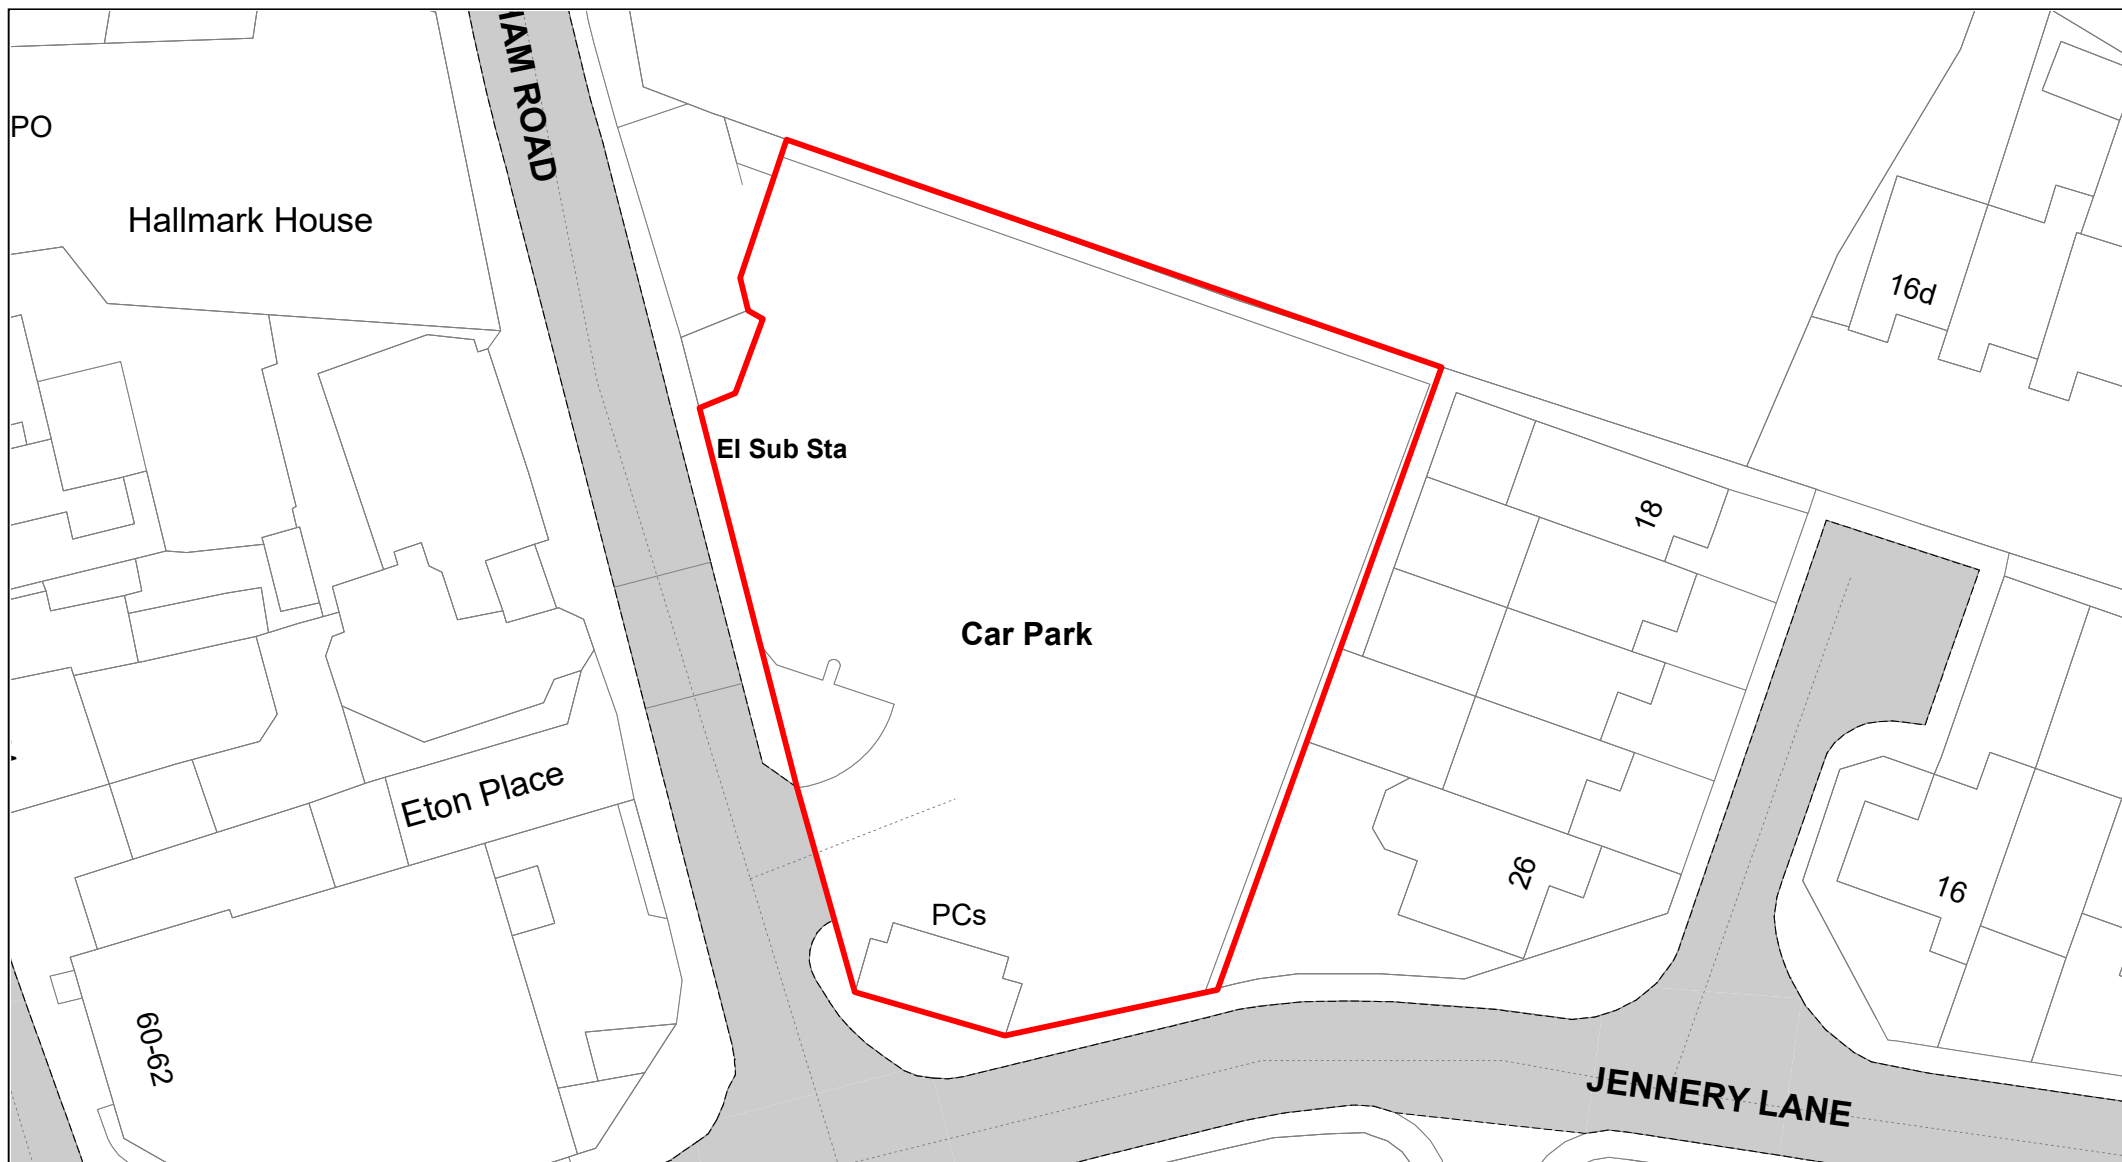 HAM ROAD
PO
Hallmark House
16d
El Sub Sta
18
Car Park
Eton Place
26
16
PCs
60-62
JENNERY LANE